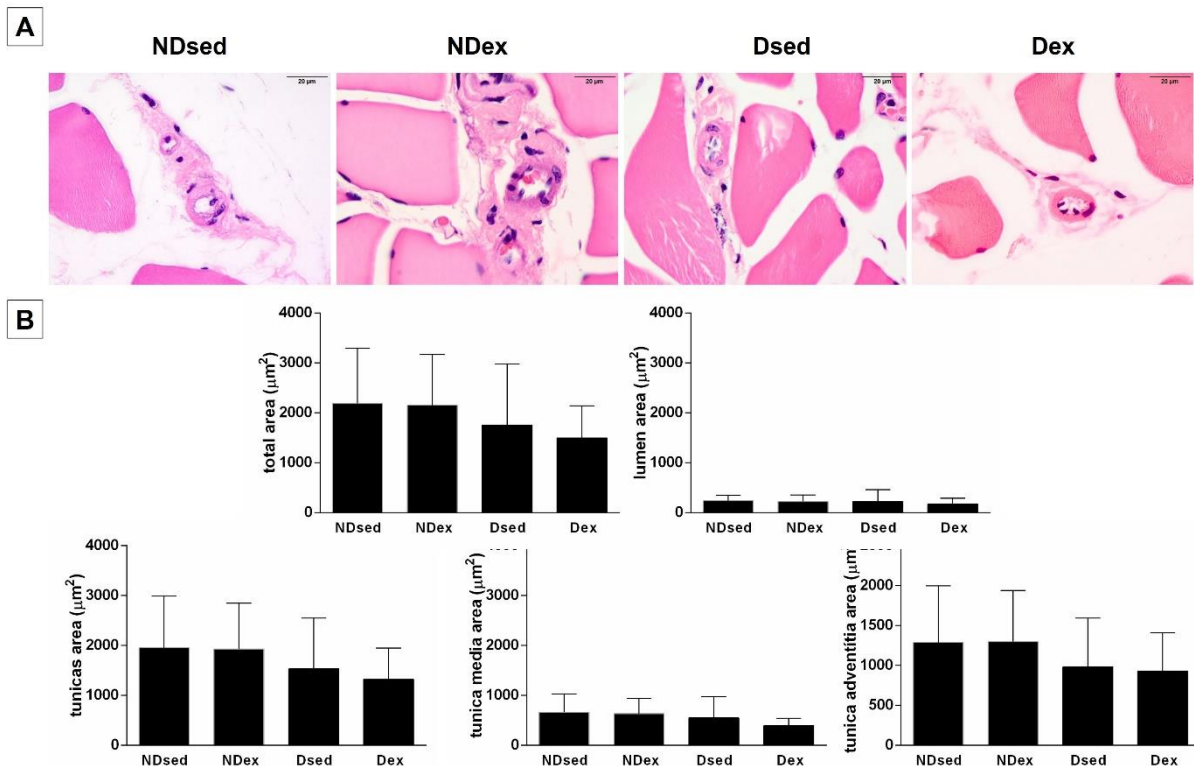 A
NDsed NDex Dsed Dex
20 µm 20 µm 20 µm 20 µm
B
4000 3000 2000 1000 0
total area (µm²)
NDsed NDex Dsed Dex
4000 3000 2000 1000 0
lumen area (µm²)
NDsed NDex Dsed Dex
4000 3000 2000 1000 0
tunicas area (µm²)
NDsed NDex Dsed Dex
3000 2000 1000 0
tunica media area (µm²)
NDsed NDex Dsed Dex
2000 1500 1000 500 0
tunica adventitia area
NDsed NDex Dsed Dex